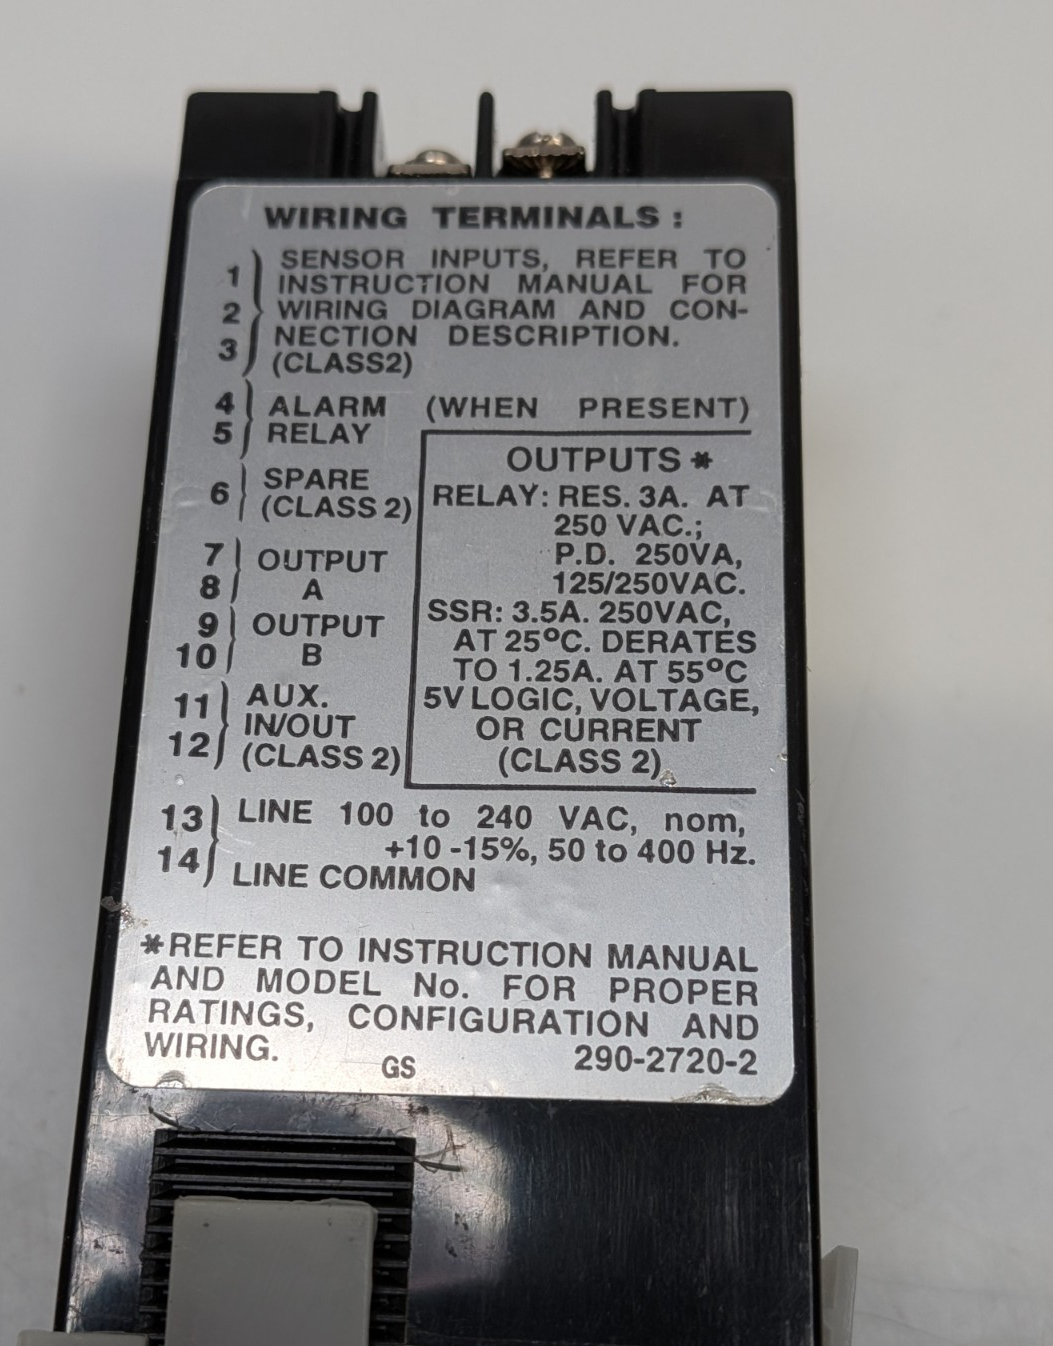 WIRING TERMINALS :
1 SENSOR INPUTS, REFER TO
INSTRUCTION MANUAL FOR
2 WIRING DIAGRAM AND CON-
3 NECTION DESCRIPTION.
(CLASS2)
4 ALARM (WHEN PRESENT)
5 RELAY
6 SPARE
(CLASS 2)
7 OUTPUT
8 A
9 OUTPUT
10 B
11 AUX.
IN/OUT
12 (CLASS 2)
OUTPUTS *
RELAY: RES. 3A. AT
250 VAC.;
P.D. 250VA,
125/250VAC.
SSR: 3.5A. 250VAC,
AT 25°C. DERATES
TO 1.25A. AT 55°C
5V LOGIC, VOLTAGE,
OR CURRENT
(CLASS 2)
13 LINE 100 to 240 VAC, nom,
+10 -15%, 50 to 400 Hz.
14 LINE COMMON
*REFER TO INSTRUCTION MANUAL
AND MODEL No. FOR PROPER
RATINGS, CONFIGURATION AND
WIRING. GS 290-2720-2